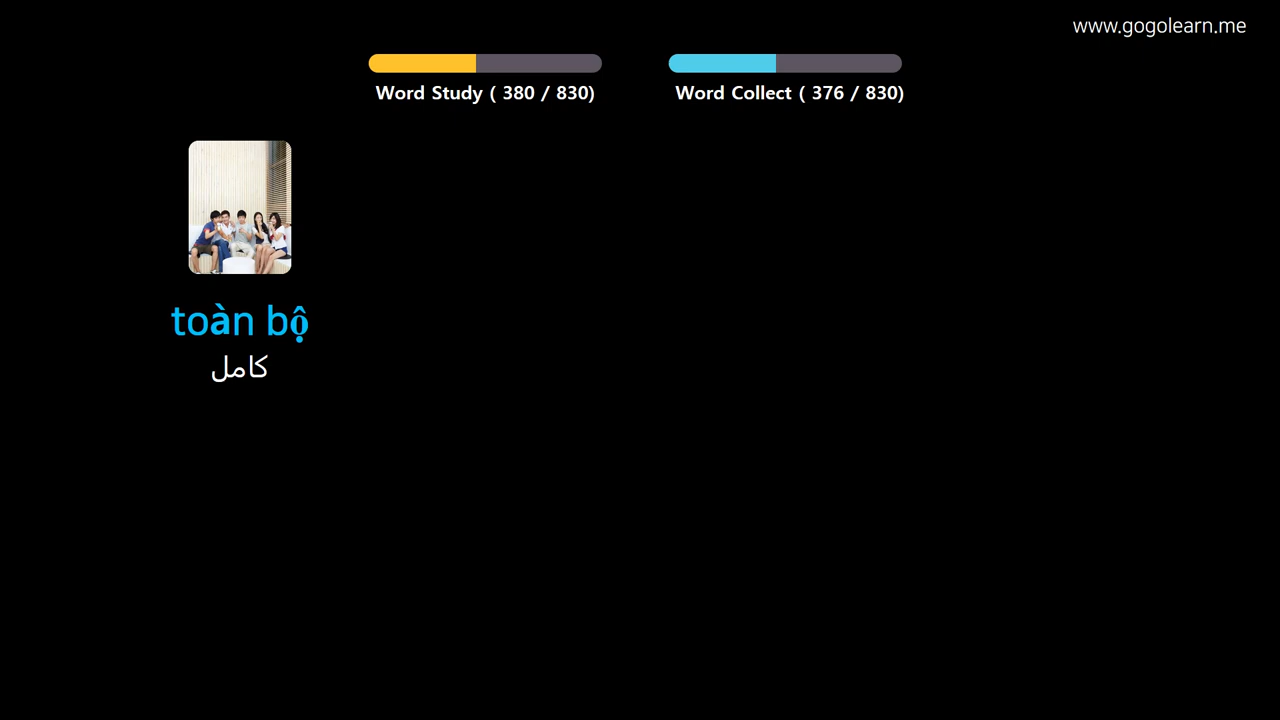 www.gogolearn.me
Word Study ( 380 / 830)
Word Collect ( 376 / 830)
toàn bộ
كامل